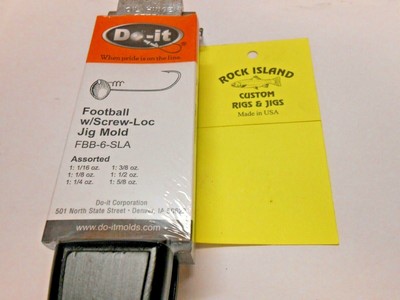 Do-it
When pride is on the line.
Football
w/Screw-Loc
Jig Mold
FBB-6-SLA
Assorted
1: 1/16 oz. 1: 3/8 oz.
1: 1/8 oz. 1: 1/2 oz.
1: 1/4 oz. 1: 5/8 oz.
Do-it Corporation
501 North State Street • Denver, IA
www.do-itmolds.com
ROCK ISLAND
CUSTOM
RIGS & JIGS
Made in USA